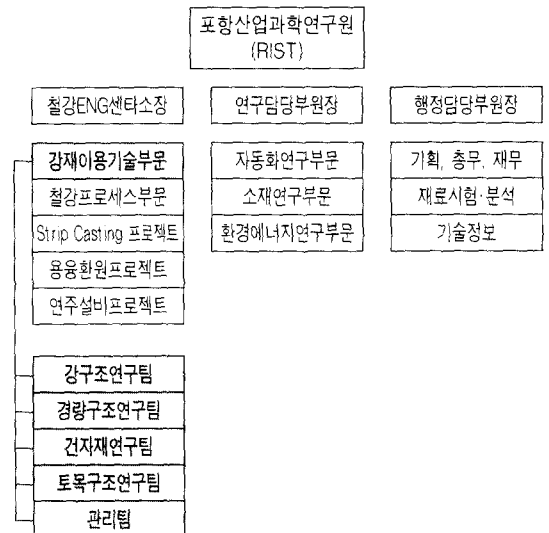 포항산업과학연구원
(RIST)
철강ENG센타소장
연구담당부원장
행정담당부원장
강재이용기술부문
철강프로세스부문
Strip Casting 프로젝트
용융환원프로젝트
연주설비프로젝트
자동화연구부문
소재연구부문
환경에너지연구부문
기획, 총무, 재무
재료시험·분석
기술정보
강구조연구팀
경량구조연구팀
건자재연구팀
토목구조연구팀
관리팀